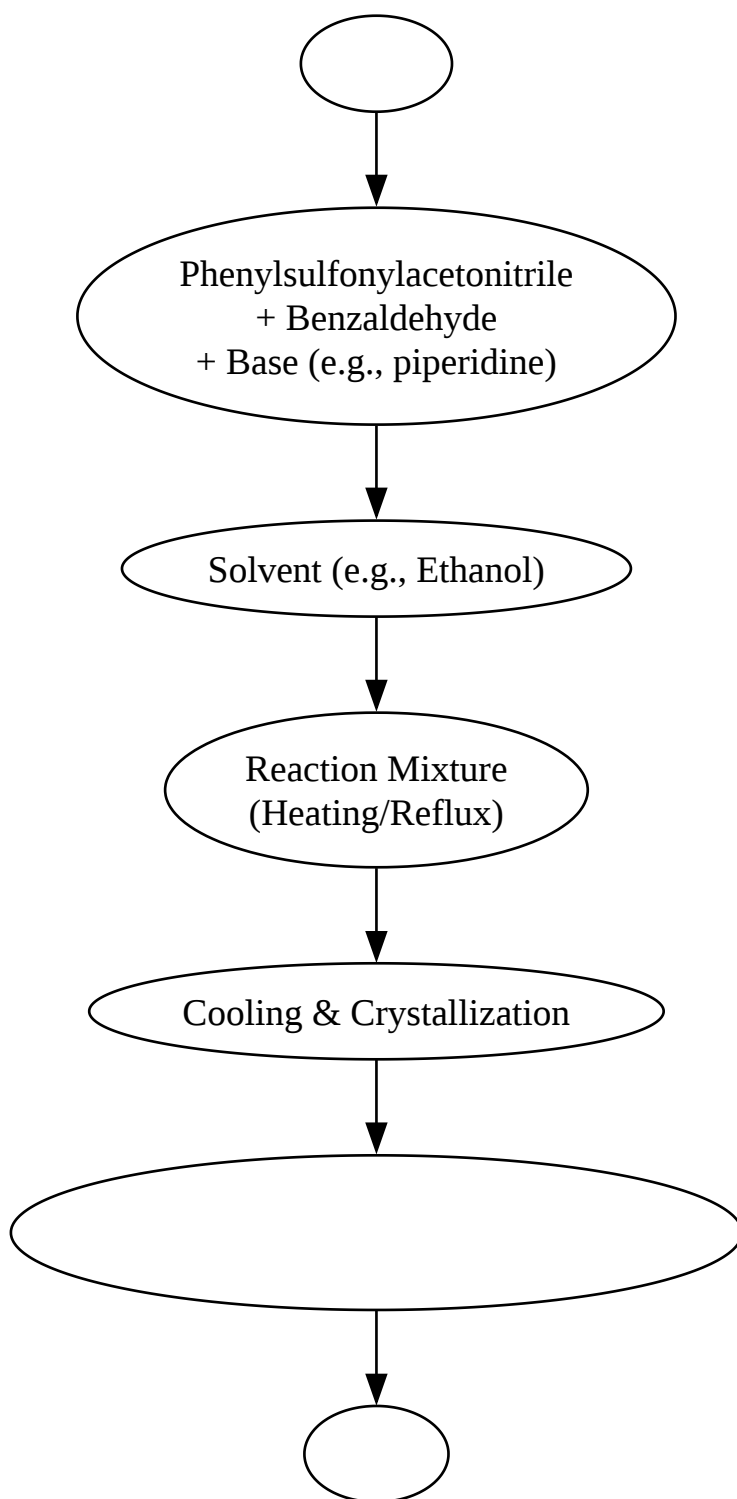 Phenylsulfonylacetonitrile
+ Benzaldehyde
+ Base (e.g., piperidine)
Solvent (e.g., Ethanol)
Reaction Mixture
(Heating/Reflux)
Cooling & Crystallization